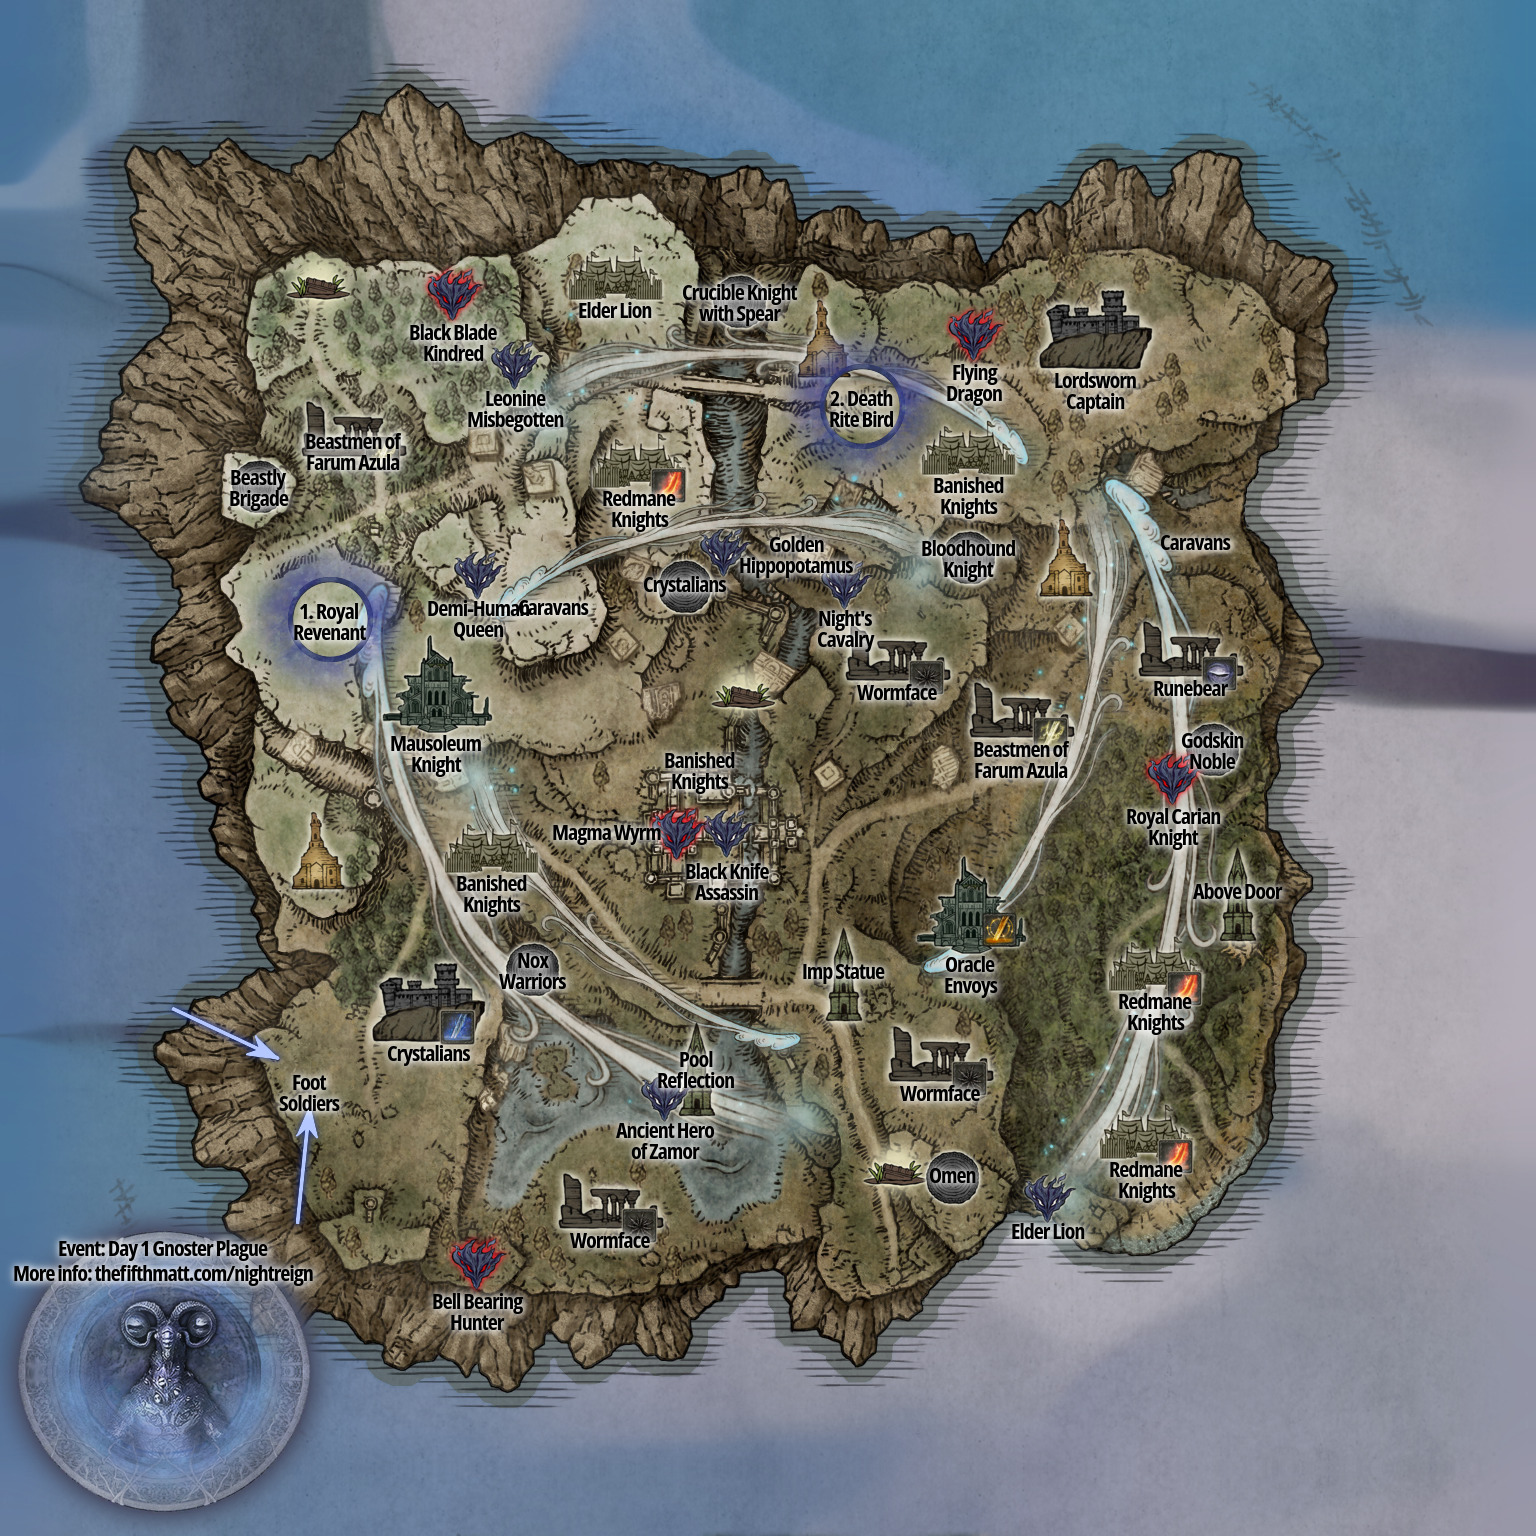 Elder Lion
Crucible Knight
with Spear
Black Blade
Kindred
Leonine
Misbegotten
Flying
Dragon
Lordsworn
Captain
2. Death
Rite Bird
Beastmen of
Farum Azula
Beastly
Brigade
Redmane
Knights
Banished
Knights
Golden
Hippopotamus
Bloodhound
Knight
Caravans
Crystalians
Demi-Human
Queen
Caravans
1. Royal
Revenant
Night's
Cavalry
Wormface
Runebear
Mausoleum
Knight
Beastmen of
Farum Azula
Godskin
Noble
Banished
Knights
Magma Wyrm
Black Knife
Assassin
Royal Carian
Knight
Banished
Knights
Above Door
Nox
Warriors
Imp Statue
Oracle
Envoys
Redmane
Knights
Crystalians
Pool
Reflection
Foot
Soldiers
Wormface
Ancient Hero
of Zamor
Omen
Redmane
Knights
Wormface
Elder Lion
Bell Bearing
Hunter
Event: Day 1 Gnoster Plague
More info: thefifthmatt.com/nightreign